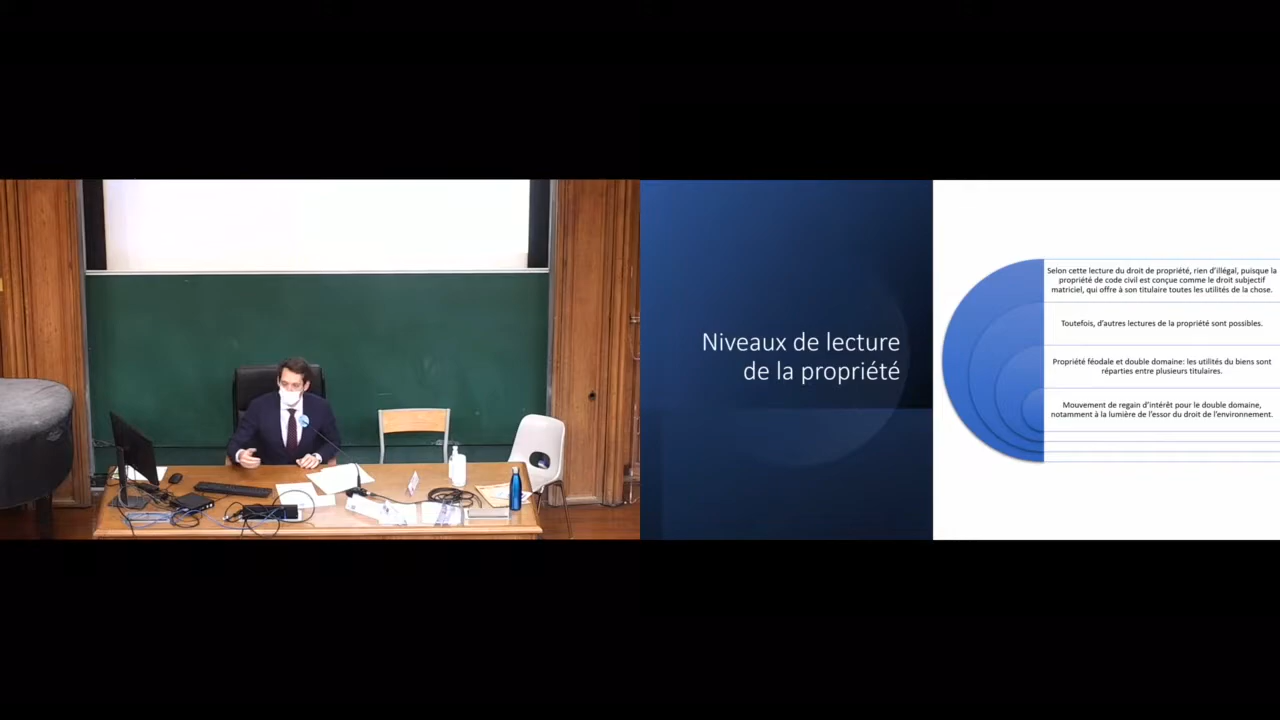 Niveaux de lecture
de la propriété
Selon cette lecture du droit de propriété, rien d'illégal, puisque la
propriété de code civil est conçue comme le droit subjectif
matriciel, qui offre à son titulaire toutes les utilités de la chose.
Toutefois, d'autres lectures de la propriété sont possibles.
Propriété féodale et double domaine: les utilités du biens sont
réparties entre plusieurs titulaires.
Mouvement de regain d'intérêt pour le double domaine,
notamment à la lumière de l'essor du droit de l'environnement.